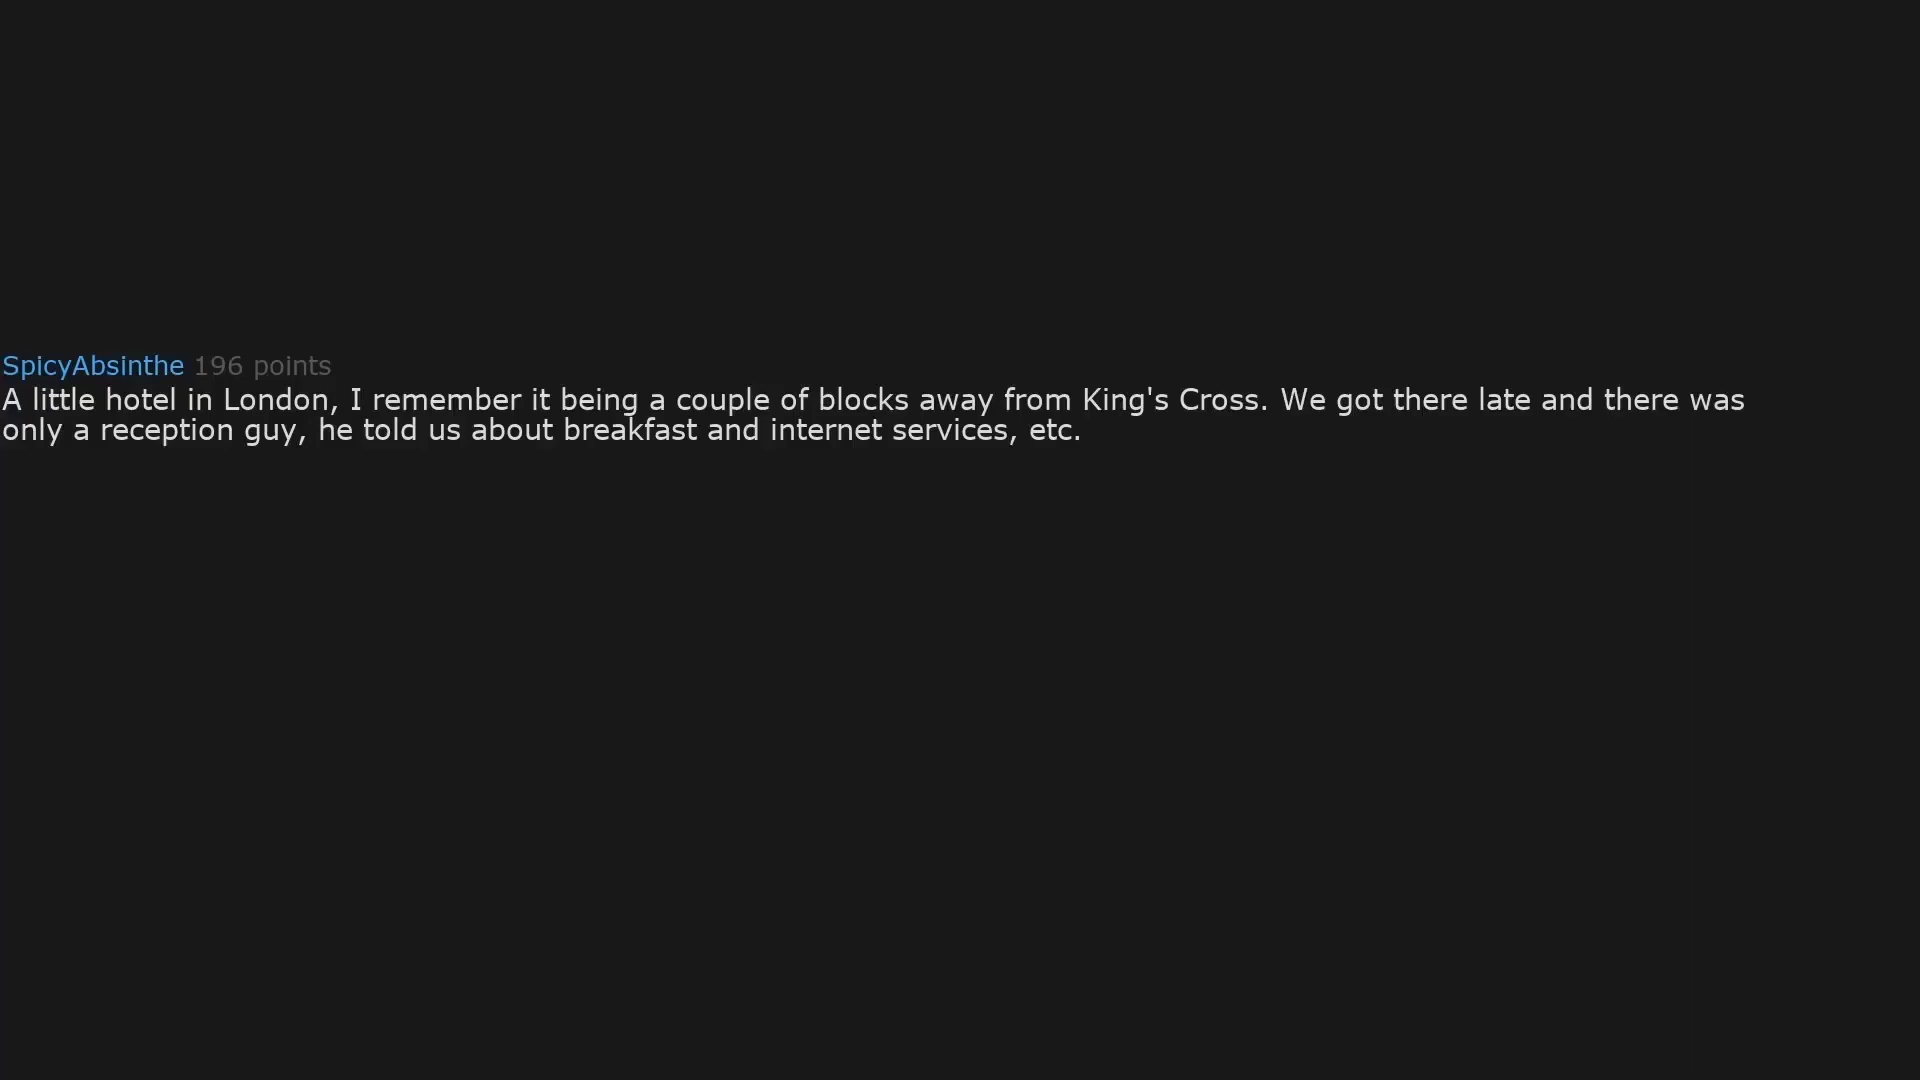 SpicyAbsinthe 196 points
A little hotel in London, I remember it being a couple of blocks away from King's Cross. We got there late and there was
only a reception guy, he told us about breakfast and internet services, etc.